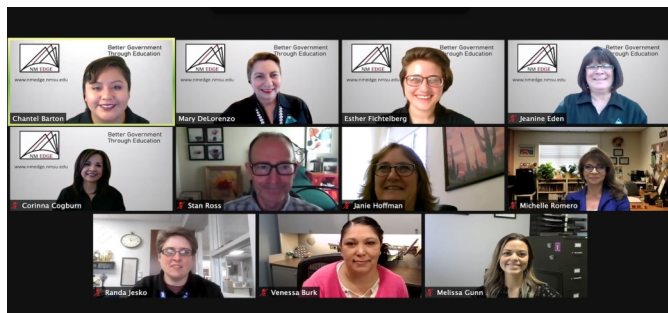 Better Government
Through Education
NM EDGE
www.nmedge.nmsu.edu
Chantel Barton
Better Government
Through Education
NM EDGE
www.nmedge.nmsu.edu
Mary DeLorenzo
Better Government
Through Education
NM EDGE
www.nmedge.nmsu.edu
Esther Fichtelberg
Better Government
Through Education
NM EDGE
www.nmedge.nmsu.edu
Jeanine Eden
Better Government
Through Education
NM EDGE
www.nmedge.nmsu.edu
Corinna Cogburn
Stan Ross
Janie Hoffman
Michelle Romero
Randa Jesko
Venessa Burk
Melissa Gunn